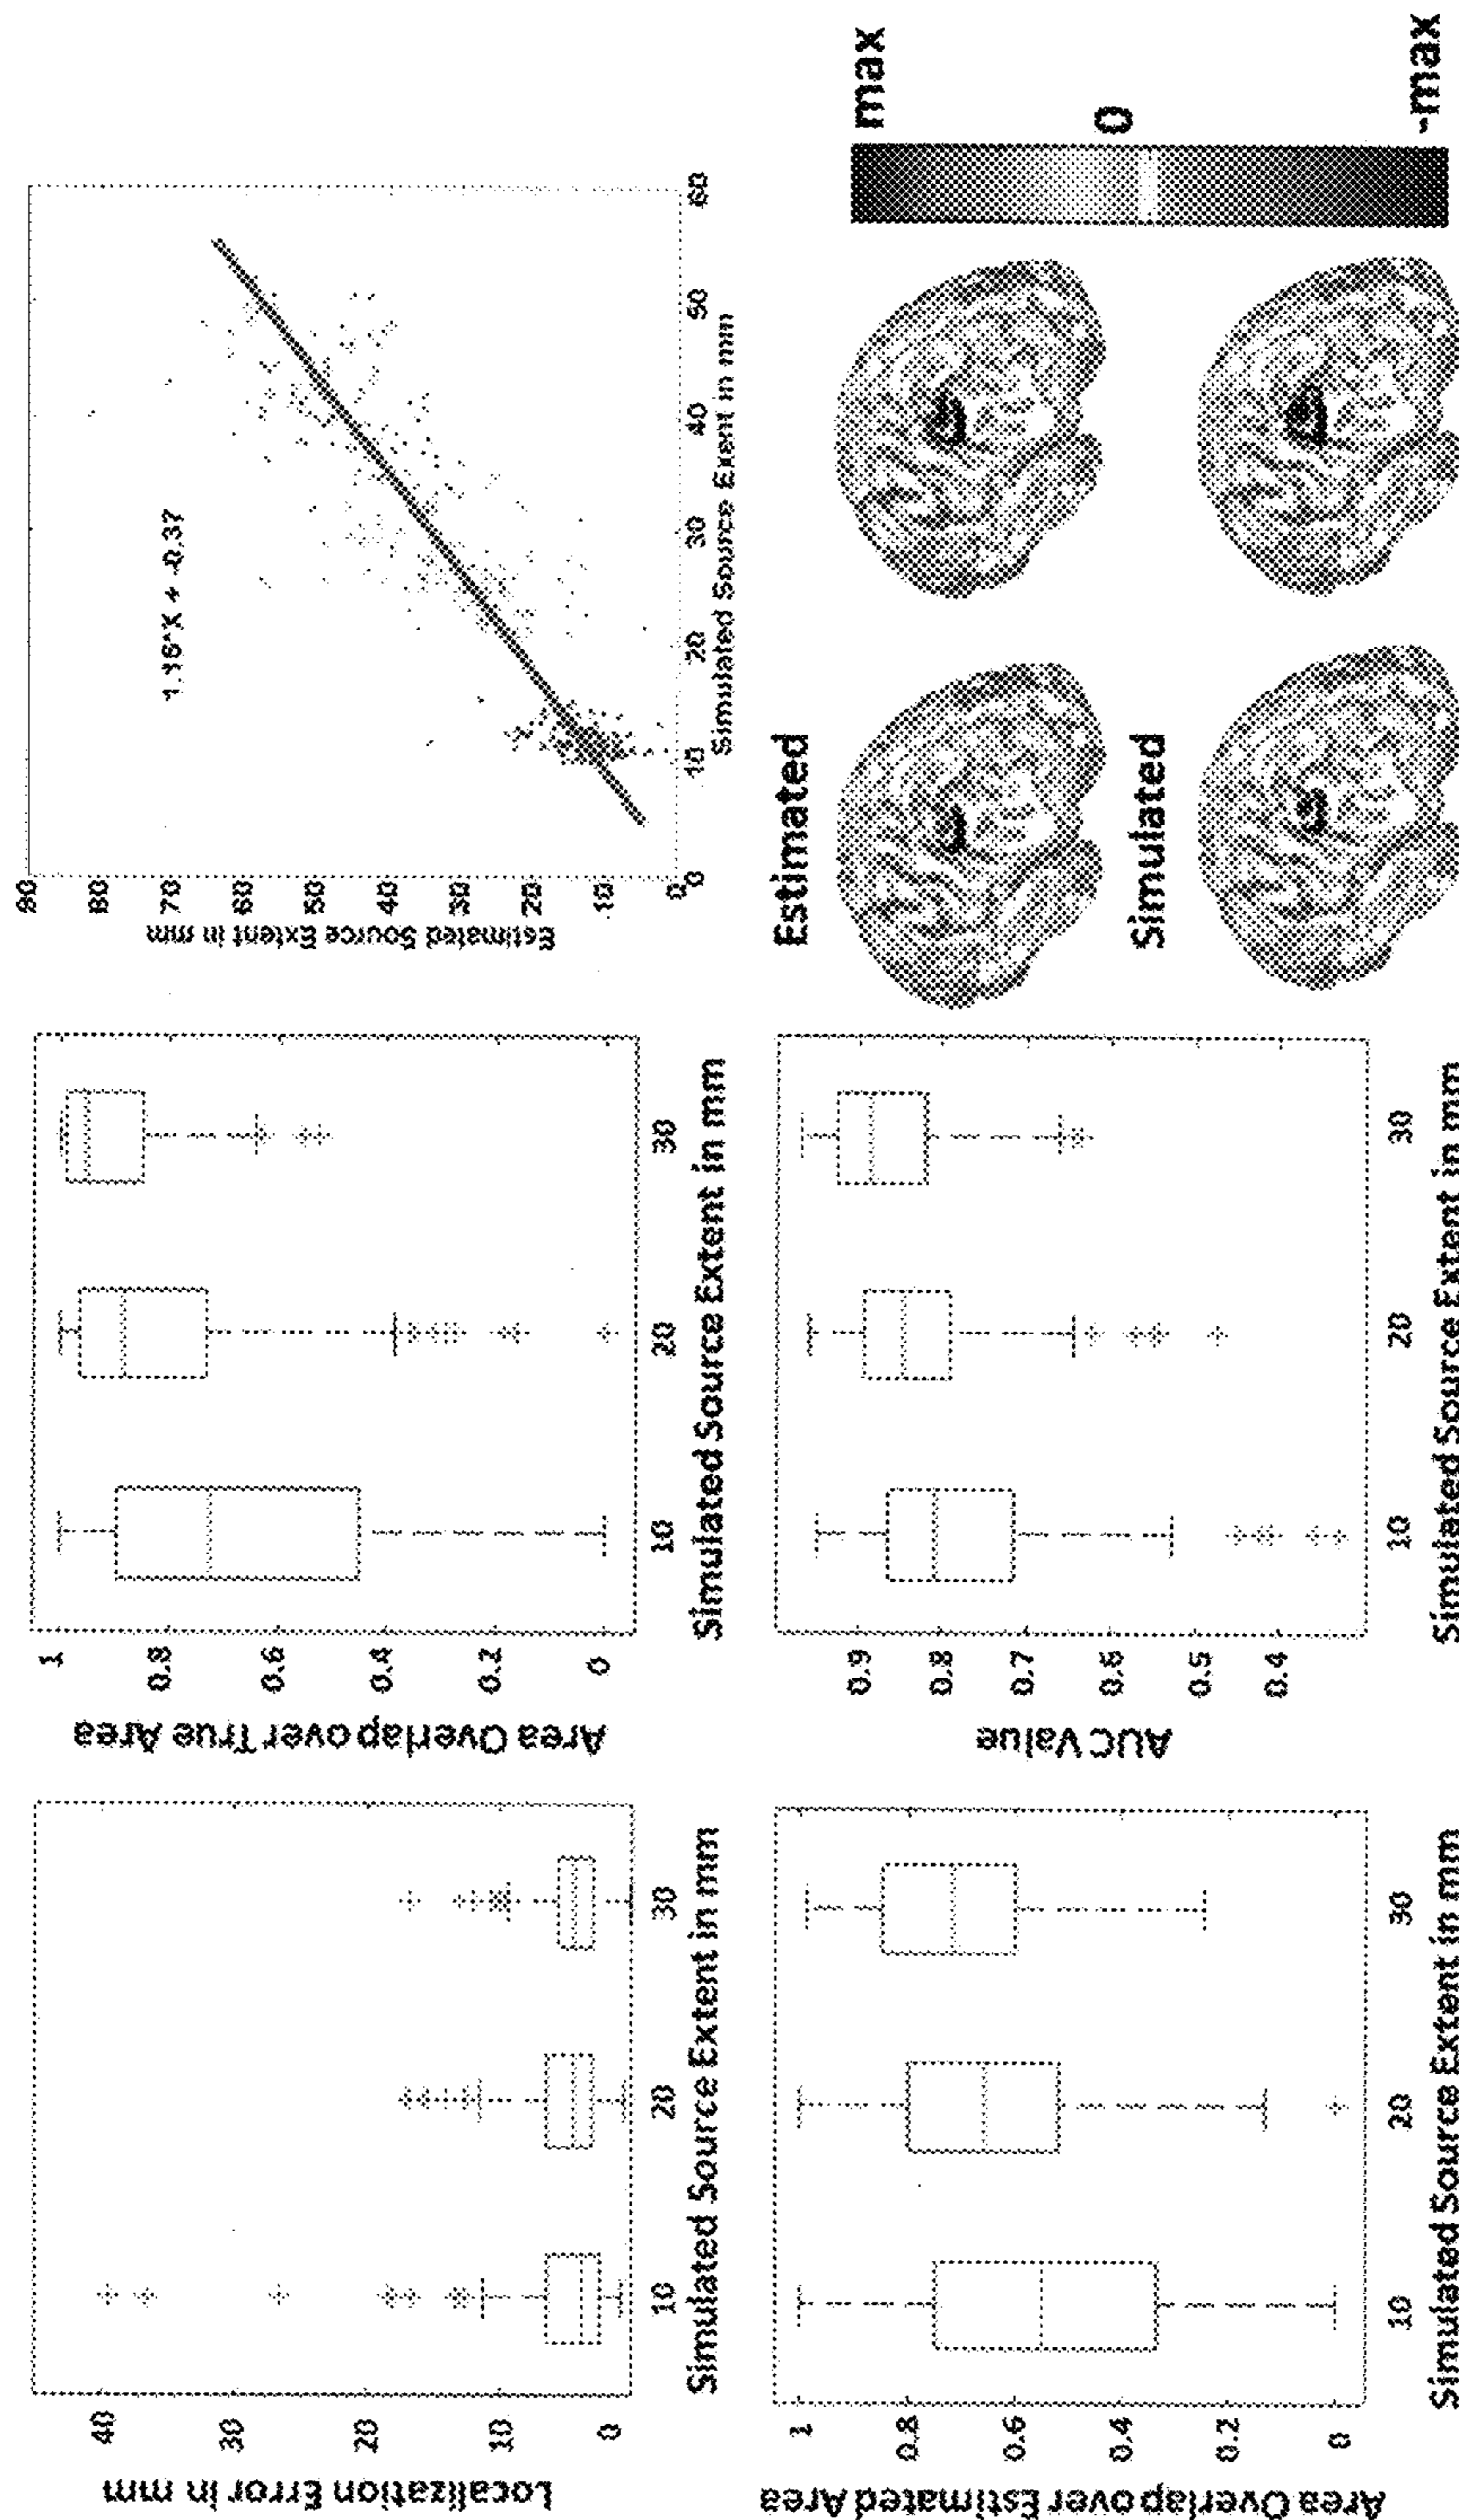 Localization Error in mm
40
30
20
10
0
10 20 30
Simulated Source Extent in mm
Area Overlap over True Area
1
0.8
0.6
0.4
0.2
0
10 20 30
Simulated Source Extent in mm
Estimated Source Extent in mm
90
80
70
60
50
40
30
20
10
0
1.16*X + -0.37
0 10 20 30 40 50 60
Simulated Source Exent in mm
Area Overlap over Estimated Area
1
0.8
0.6
0.4
0.2
0
10 20 30
Simulated Source Extent in mm
AUC Value
0.9
0.8
0.7
0.6
0.5
0.4
10 20 30
Simulated Source Extent in mm
Estimated
Simulated
max
0
-max